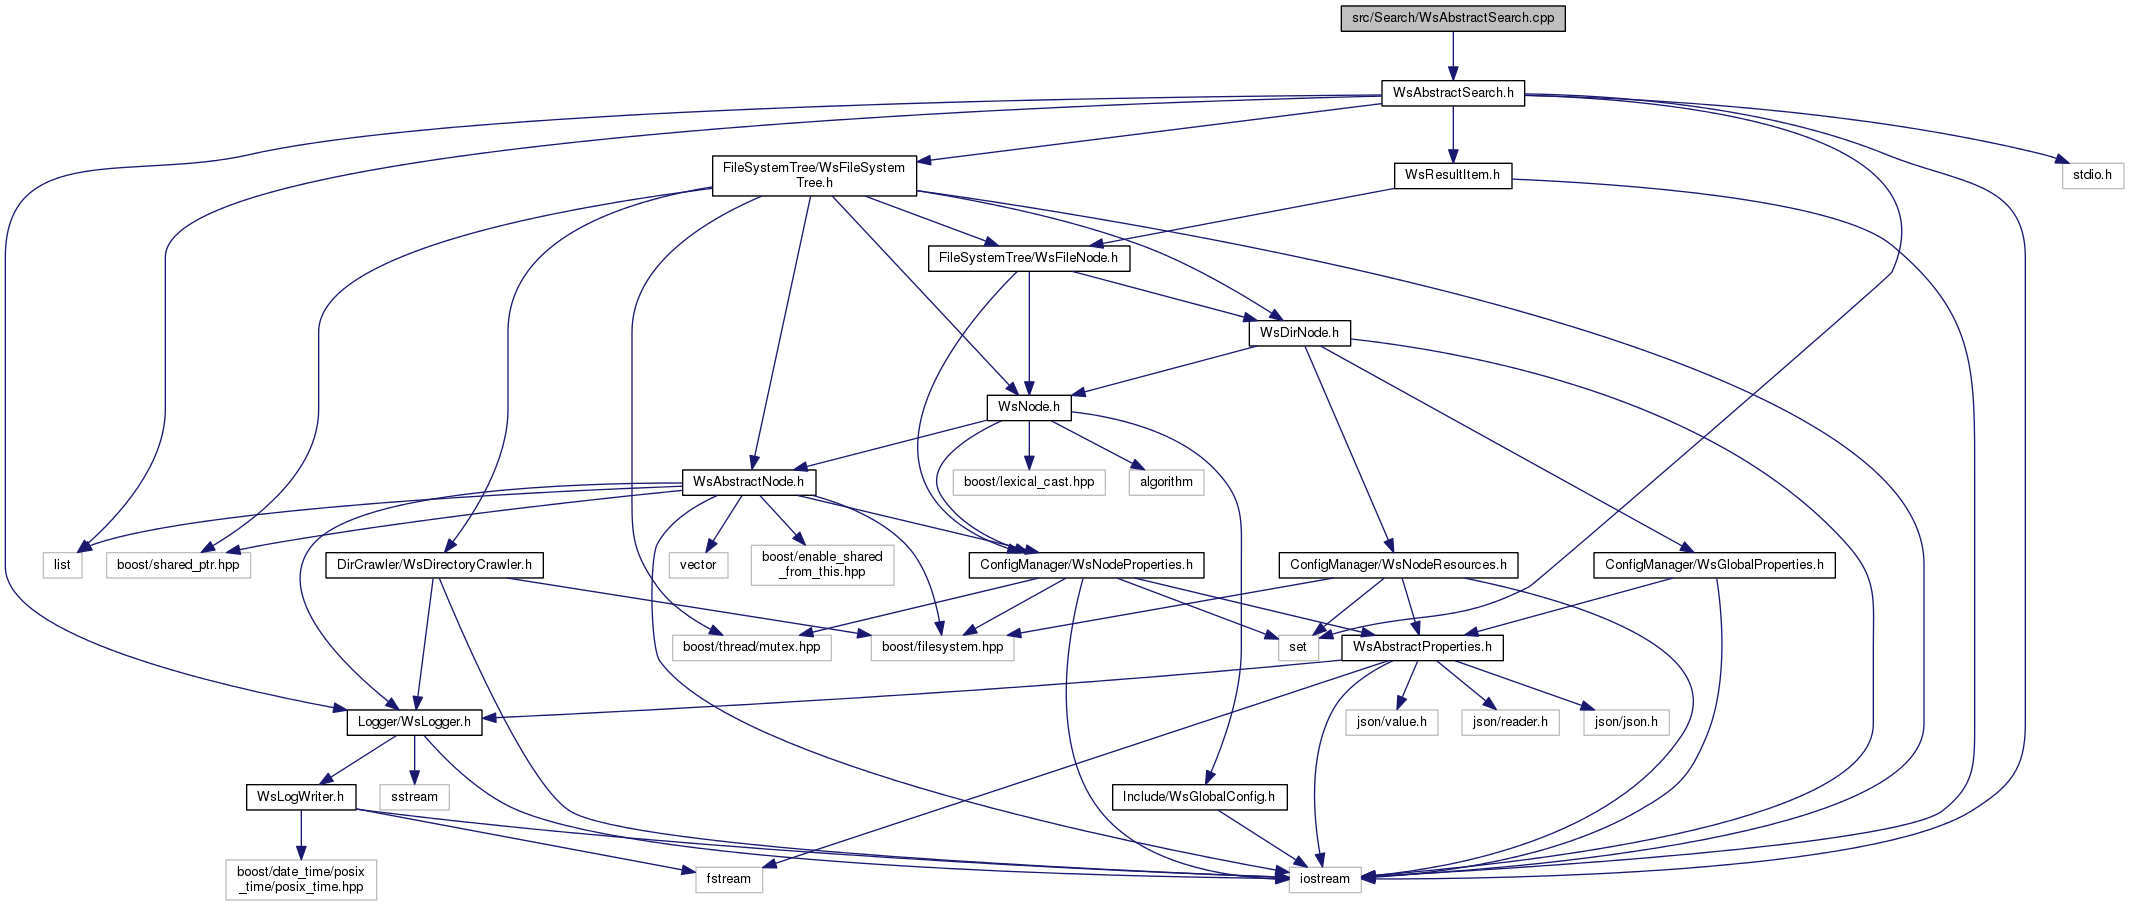 src/Search/WsAbstractSearch.cpp
WsAbstractSearch.h
FileSystemTree/WsFileSystem
Tree.h
WsResultItem.h
stdio.h
FileSystemTree/WsFileNode.h
WsDirNode.h
WsNode.h
WsAbstractNode.h
boost/lexical_cast.hpp
algorithm
list
boost/shared_ptr.hpp
DirCrawler/WsDirectoryCrawler.h
vector
boost/enable_shared
_from_this.hpp
ConfigManager/WsNodeProperties.h
ConfigManager/WsNodeResources.h
ConfigManager/WsGlobalProperties.h
boost/thread/mutex.hpp
boost/filesystem.hpp
set
WsAbstractProperties.h
Logger/WsLogger.h
json/value.h
json/reader.h
json/json.h
WsLogWriter.h
sstream
Include/WsGlobalConfig.h
boost/date_time/posix
_time/posix_time.hpp
fstream
iostream